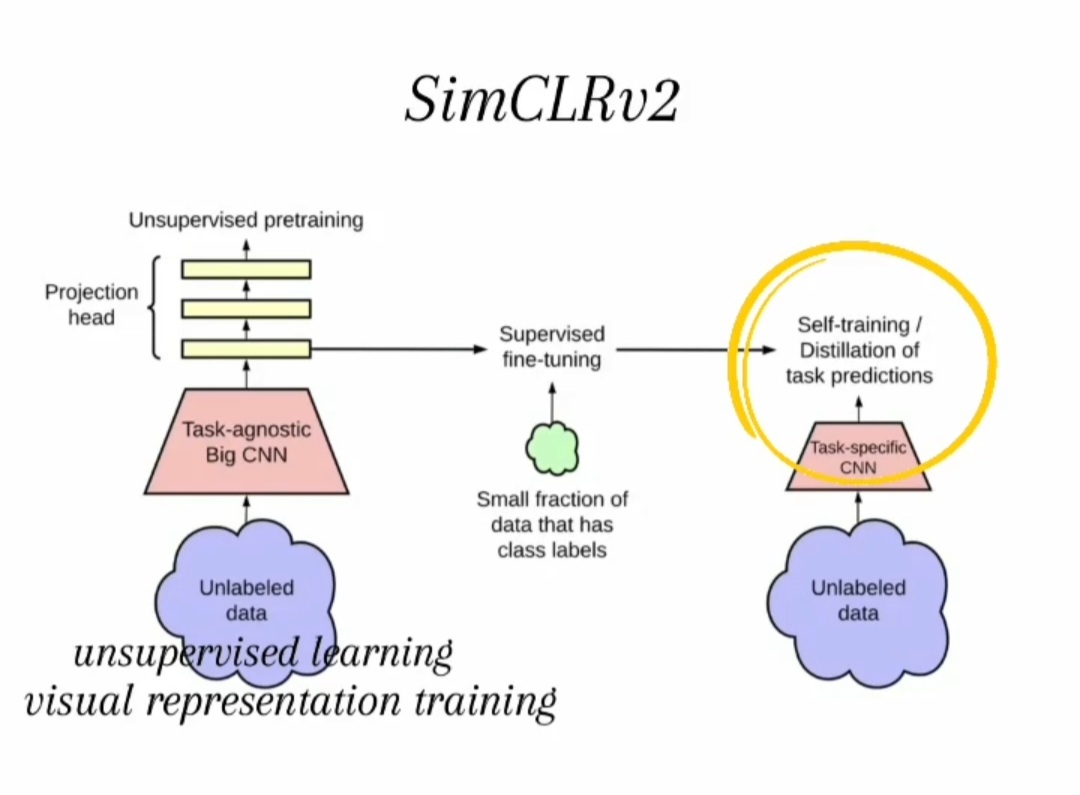 SimCLRv2
Unsupervised pretraining
Projection
head
Task-agnostic
Big CNN
Unlabeled
data
unsupervised learning
visual representation training
Supervised
fine-tuning
Small fraction of
data that has
class labels
Self-training /
Distillation of
task predictions
Task-specific
CNN
Unlabeled
data